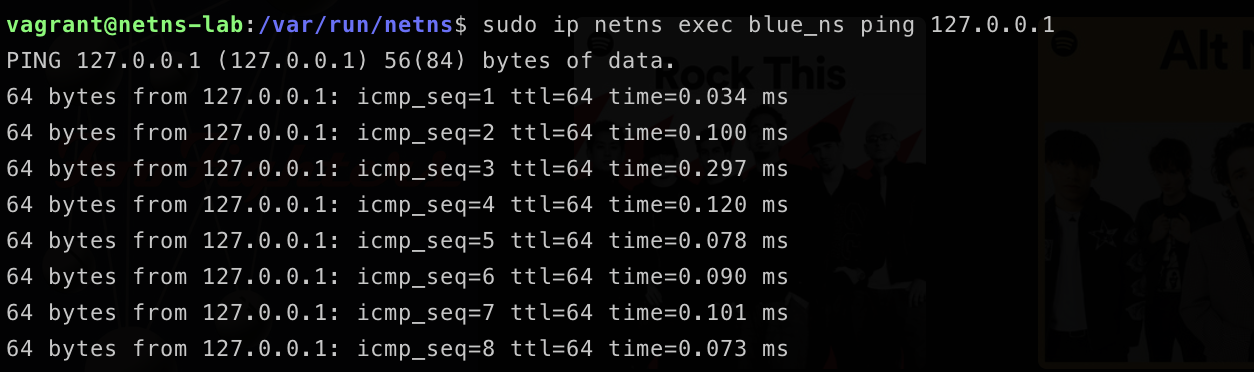 vagrant@netns-lab:/var/run/netns$ sudo ip netns exec blue_ns ping 127.0.0.1
PING 127.0.0.1 (127.0.0.1) 56(84) bytes of data.
Rock This
Alt
64 bytes from 127.0.0.1: icmp_seq=1 ttl=64 time=0.034 ms
64 bytes from 127.0.0.1: icmp_seq=2 ttl=64 time=0.100 ms
64 bytes from 127.0.0.1: icmp_seq=3 ttl=64 time=0.297 ms
64 bytes from 127.0.0.1: icmp_seq=4 ttl=64 time=0.120 ms
64 bytes from 127.0.0.1: icmp_seq=5 ttl=64 time=0.078 ms
64 bytes from 127.0.0.1: icmp_seq=6 ttl=64 time=0.090 ms
64 bytes from 127.0.0.1: icmp_seq=7 ttl=64 time=0.101 ms
64 bytes from 127.0.0.1: icmp_seq=8 ttl=64 time=0.073 ms